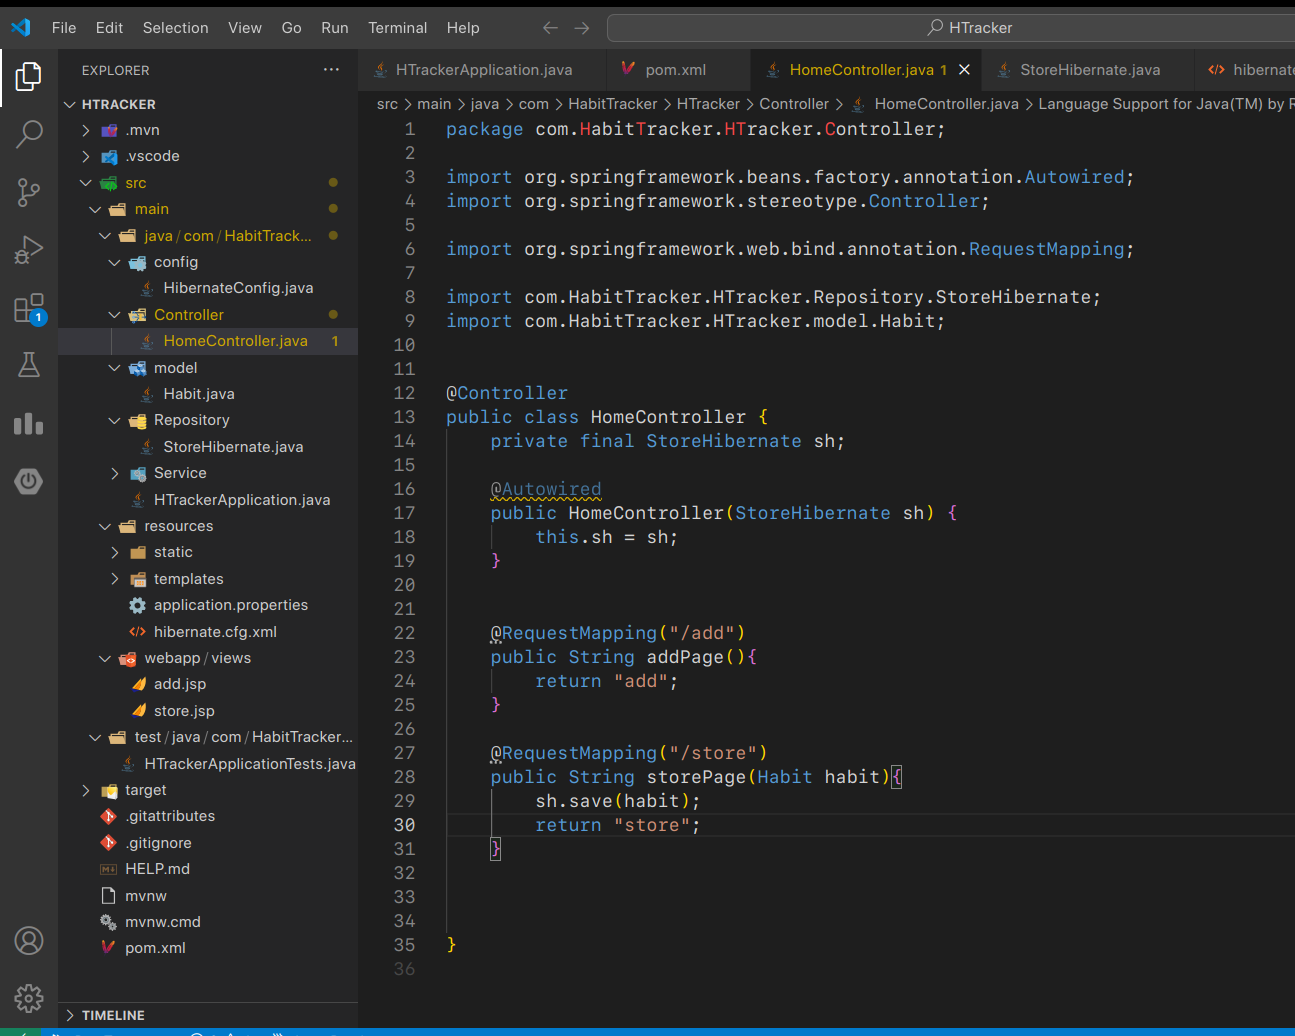 File Edit Selection View Go Run Terminal Help
HTracker
EXPLORER
HTRACKER
.mvn
.vscode
src
main
java / com / HabitTrack...
config
HibernateConfig.java
Controller
HomeController.java 1
model
Habit.java
Repository
StoreHibernate.java
Service
HTrackerApplication.java
resources
static
templates
application.properties
hibernate.cfg.xml
webapp / views
add.jsp
store.jsp
test / java / com / HabitTracker...
HTrackerApplicationTests.java
target
.gitattributes
.gitignore
HELP.md
mvnw
mvnw.cmd
pom.xml
TIMELINE
1
HTrackerApplication.java pom.xml HomeController.java 1 StoreHibernate.java
src > main > java > com > HabitTracker > HTracker > Controller > HomeController.java > Language Support for Java(TM) by
1 package com.HabitTracker.HTracker.Controller;
2
3 import org.springframework.beans.factory.annotation.Autowired;
4 import org.springframework.stereotype.Controller;
5
6 import org.springframework.web.bind.annotation.RequestMapping;
7
8 import com.HabitTracker.HTracker.Repository.StoreHibernate;
9 import com.HabitTracker.HTracker.model.Habit;
10
11
12 @Controller
13 public class HomeController {
14 private final StoreHibernate sh;
15
16 @Autowired
17 public HomeController(StoreHibernate sh) {
18 this.sh = sh;
19 }
20
21
22 @RequestMapping("/add")
23 public String addPage(){
24 return "add";
25 }
26
27 @RequestMapping("/store")
28 public String storePage(Habit habit){
29 sh.save(habit);
30 return "store";
31 }
32
33
34
35 }
36